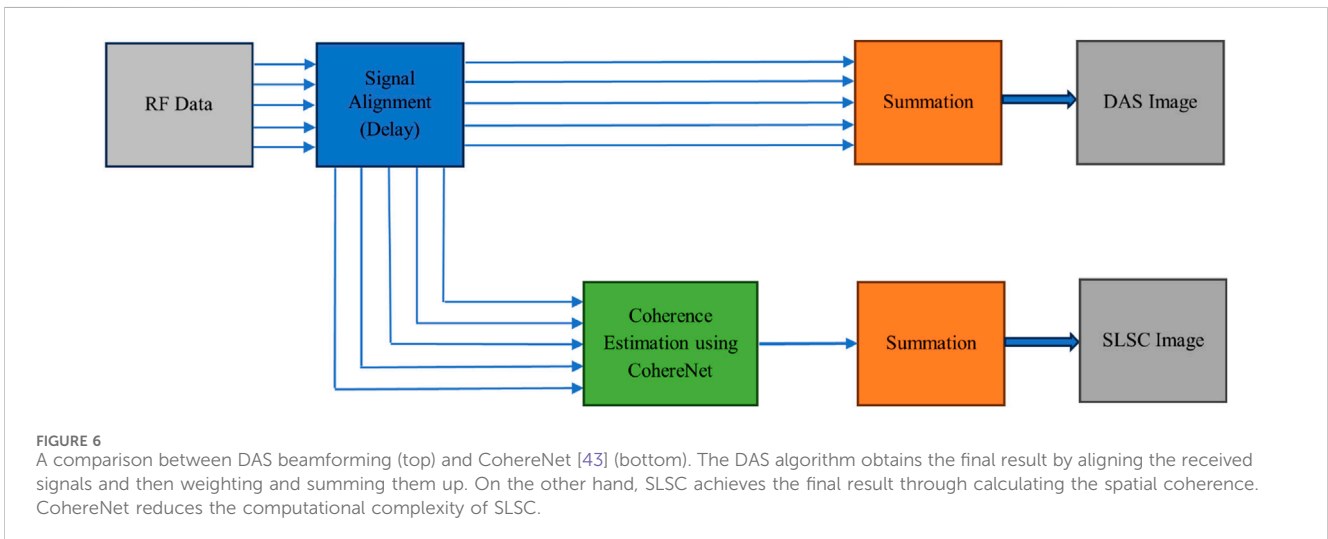 RF Data
Signal
Alignment
(Delay)
Summation
DAS Image
Coherence
Estimation using
CohereNet
Summation
SLSC Image
FIGURE 6
A comparison between DAS beamforming (top) and CohereNet [43] (bottom). The DAS algorithm obtains the final result by aligning the received
signals and then weighting and summing them up. On the other hand, SLSC achieves the final result through calculating the spatial coherence.
CohereNet reduces the computational complexity of SLSC.